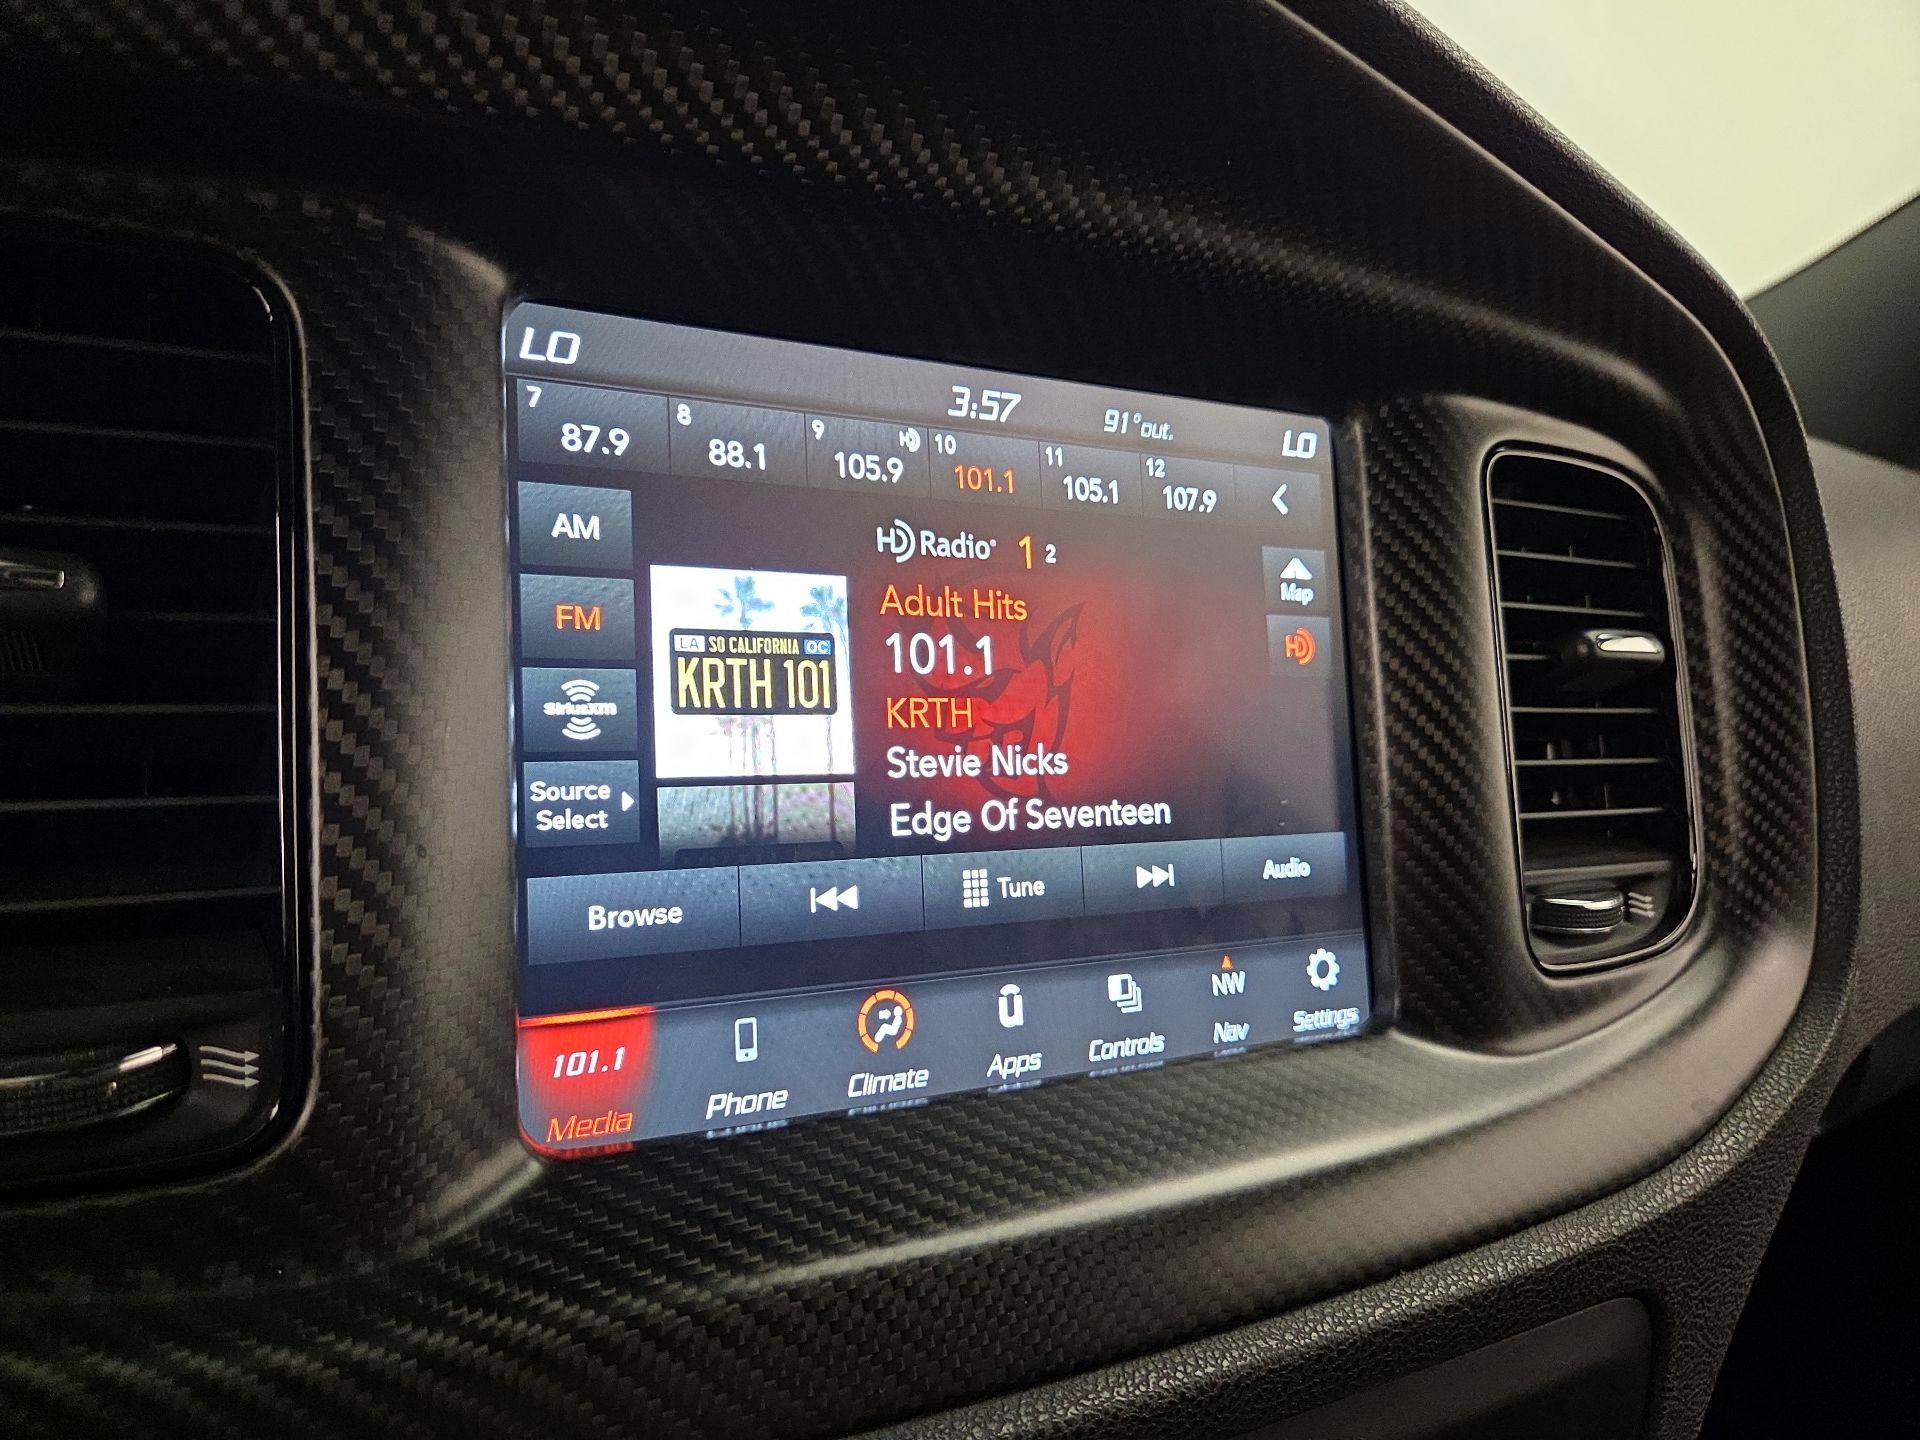 LO
3:57
91° out.
LO
7
87.9
8
88.1
9
HD
105.9
10
101.1
11
105.1
12
107.9
AM
FM
SiriusXM
Source
Select
LA SO CALIFORNIA OC
KRTH 101
HD Radio 1 2
Adult Hits
101.1
KRTH
Stevie Nicks
Edge Of Seventeen
Map
HD
Browse
Tune
Audio
101.1
Media
Phone
Climate
Apps
Controls
NW
Nav
Settings